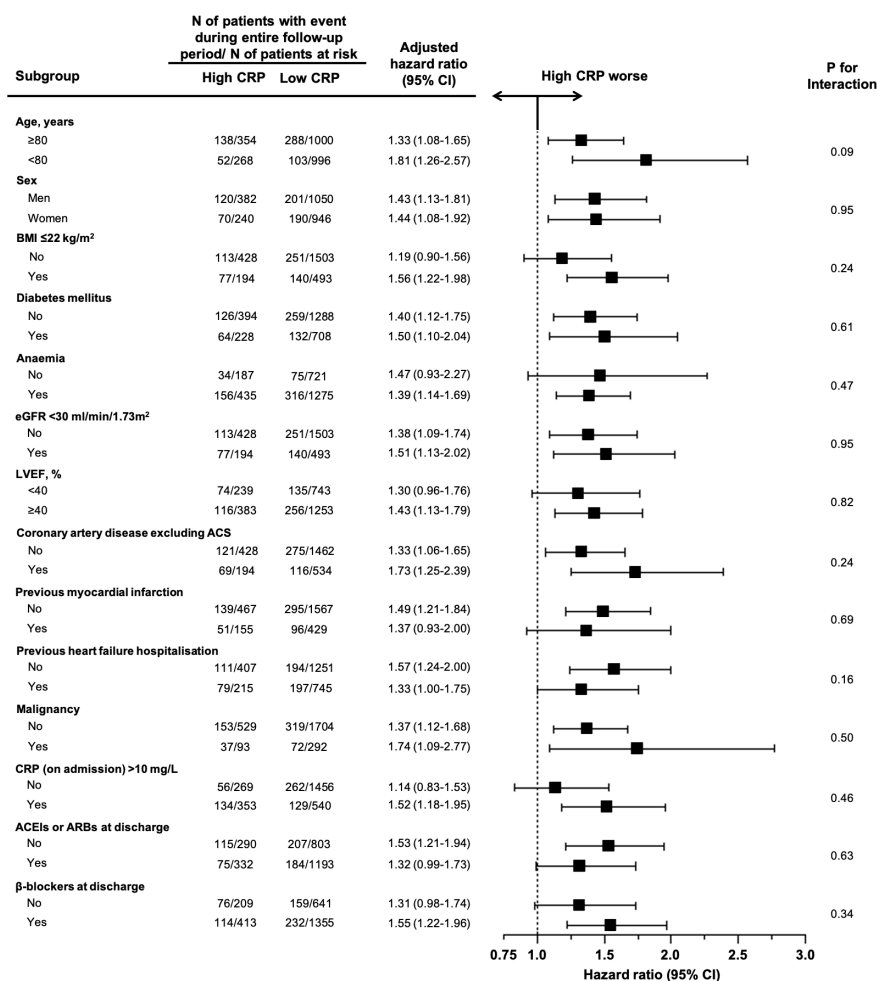 N of patients with event
during entire follow-up
period/ N of patients at risk
Adjusted
hazard ratio
(95% CI)
P for
Interaction
Subgroup
High CRP Low CRP
High CRP worse
Age, years
≥80 138/354 288/1000 1.33 (1.08-1.65)
0.09
<80 52/268 103/996 1.81 (1.26-2.57)
Sex
Men 120/382 201/1050 1.43 (1.13-1.81)
0.95
Women 70/240 190/946 1.44 (1.08-1.92)
BMI ≤22 kg/m²
No 113/428 251/1503 1.19 (0.90-1.56)
0.24
Yes 77/194 140/493 1.56 (1.22-1.98)
Diabetes mellitus
No 126/394 259/1288 1.40 (1.12-1.75)
0.61
Yes 64/228 132/708 1.50 (1.10-2.04)
Anaemia
No 34/187 75/721 1.47 (0.93-2.27)
0.47
Yes 156/435 316/1275 1.39 (1.14-1.69)
eGFR <30 ml/min/1.73m²
No 113/428 251/1503 1.38 (1.09-1.74)
0.95
Yes 77/194 140/493 1.51 (1.13-2.02)
LVEF, %
<40 74/239 135/743 1.30 (0.96-1.76)
0.82
≥40 116/383 256/1253 1.43 (1.13-1.79)
Coronary artery disease excluding ACS
No 121/428 275/1462 1.33 (1.06-1.65)
0.24
Yes 69/194 116/534 1.73 (1.25-2.39)
Previous myocardial infarction
No 139/467 295/1567 1.49 (1.21-1.84)
0.69
Yes 51/155 96/429 1.37 (0.93-2.00)
Previous heart failure hospitalisation
No 111/407 194/1251 1.57 (1.24-2.00)
0.16
Yes 79/215 197/745 1.33 (1.00-1.75)
Malignancy
No 153/529 319/1704 1.37 (1.12-1.68)
0.50
Yes 37/93 72/292 1.74 (1.09-2.77)
CRP (on admission) >10 mg/L
No 56/269 262/1456 1.14 (0.83-1.53)
0.46
Yes 134/353 129/540 1.52 (1.18-1.95)
ACEIs or ARBs at discharge
No 115/290 207/803 1.53 (1.21-1.94)
0.63
Yes 75/332 184/1193 1.32 (0.99-1.73)
β-blockers at discharge
No 76/209 159/641 1.31 (0.98-1.74)
0.34
Yes 114/413 232/1355 1.55 (1.22-1.96)
0.75 1.0 1.5 2.0 2.5 3.0
Hazard ratio (95% CI)